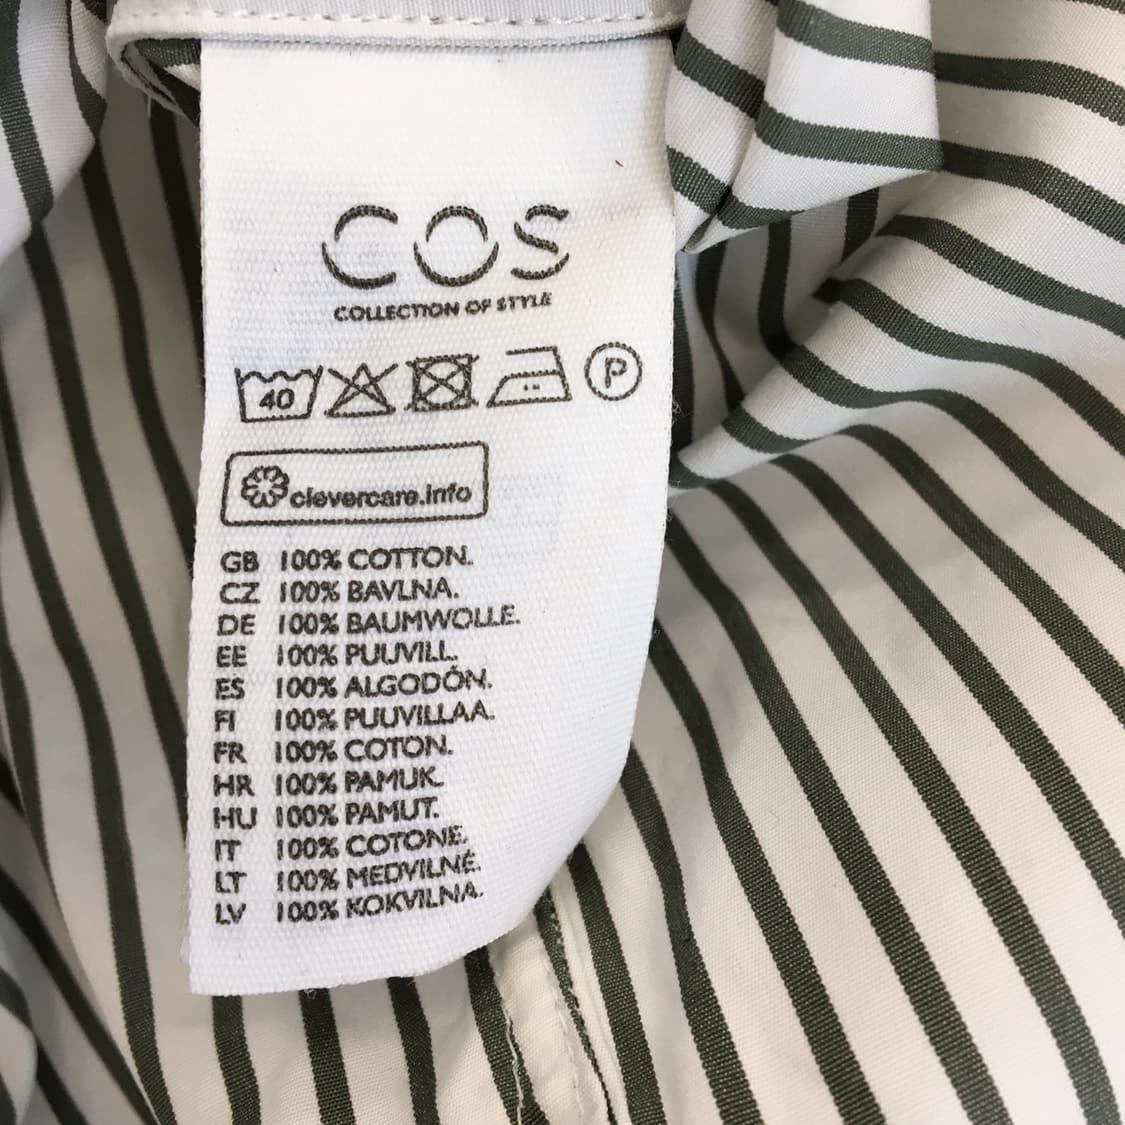 COS
COLLECTION OF STYLE
40 P
clevercare.info
GB 100% COTTON.
CZ 100% BAVLNA.
DE 100% BAUMWOLLE.
EE 100% PUUVILL.
ES 100% ALGODÓN.
FI 100% PUUVILLAA.
FR 100% COTON.
HR 100% PAMUK.
HU 100% PAMUT.
IT 100% COTONE.
LT 100% MEDVILNĖ.
LV 100% KOKVILNA.